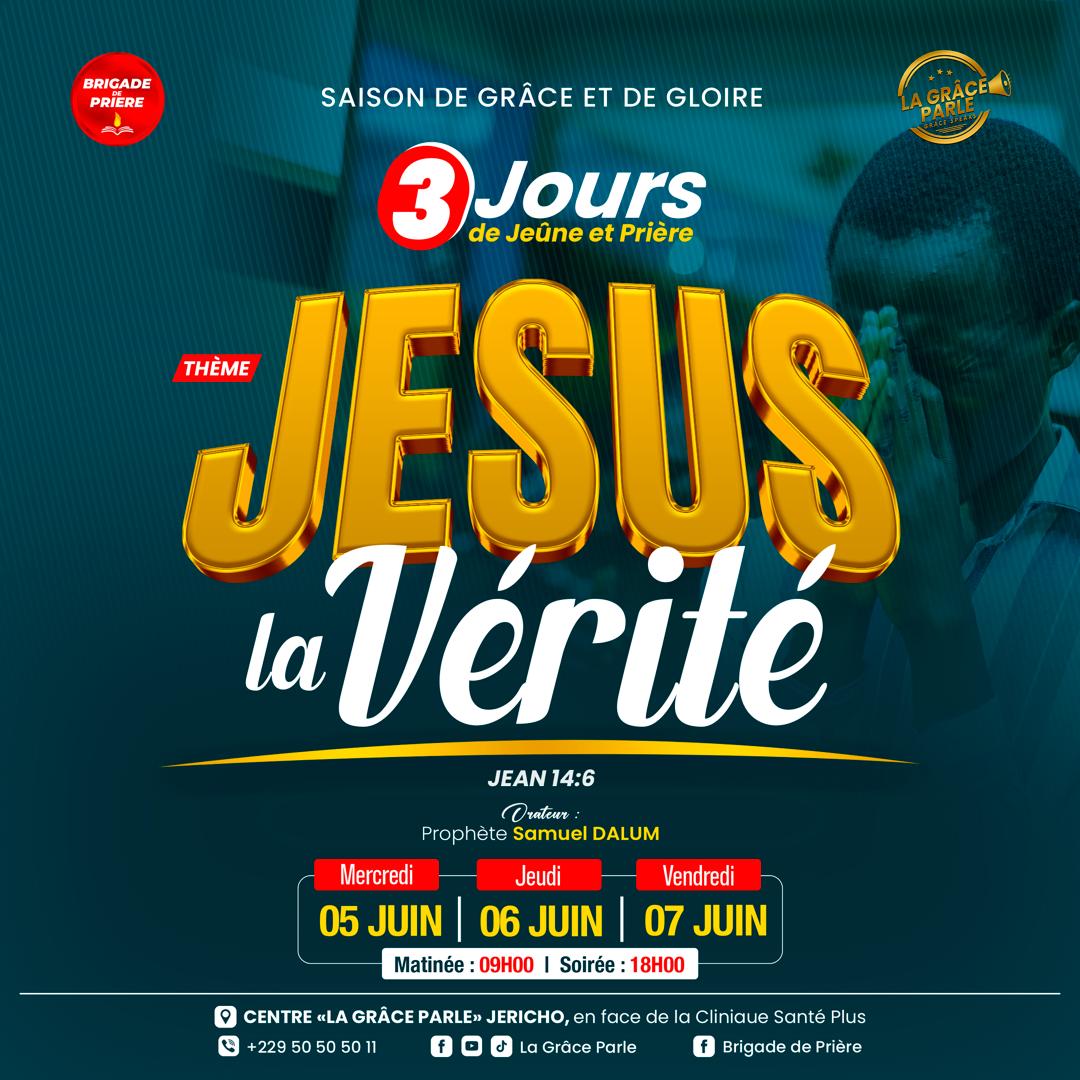 BRIGADE
DE
PRIÈRE
SAISON DE GRÂCE ET DE GLOIRE
LA GRÂCE
PARLE
GRACE SPEAKS
3 Jours
de Jeûne et Prière
THÈME
JESUS
la Vérité
JEAN 14:6
Orateur :
Prophète Samuel DALUM
Mercredi Jeudi Vendredi
05 JUIN | 06 JUIN | 07 JUIN
Matinée : 09H00 | Soirée : 18H00
CENTRE «LA GRÂCE PARLE» JERICHO, en face de la Cliniaue Santé Plus
+229 50 50 50 11 La Grâce Parle Brigade de Prière